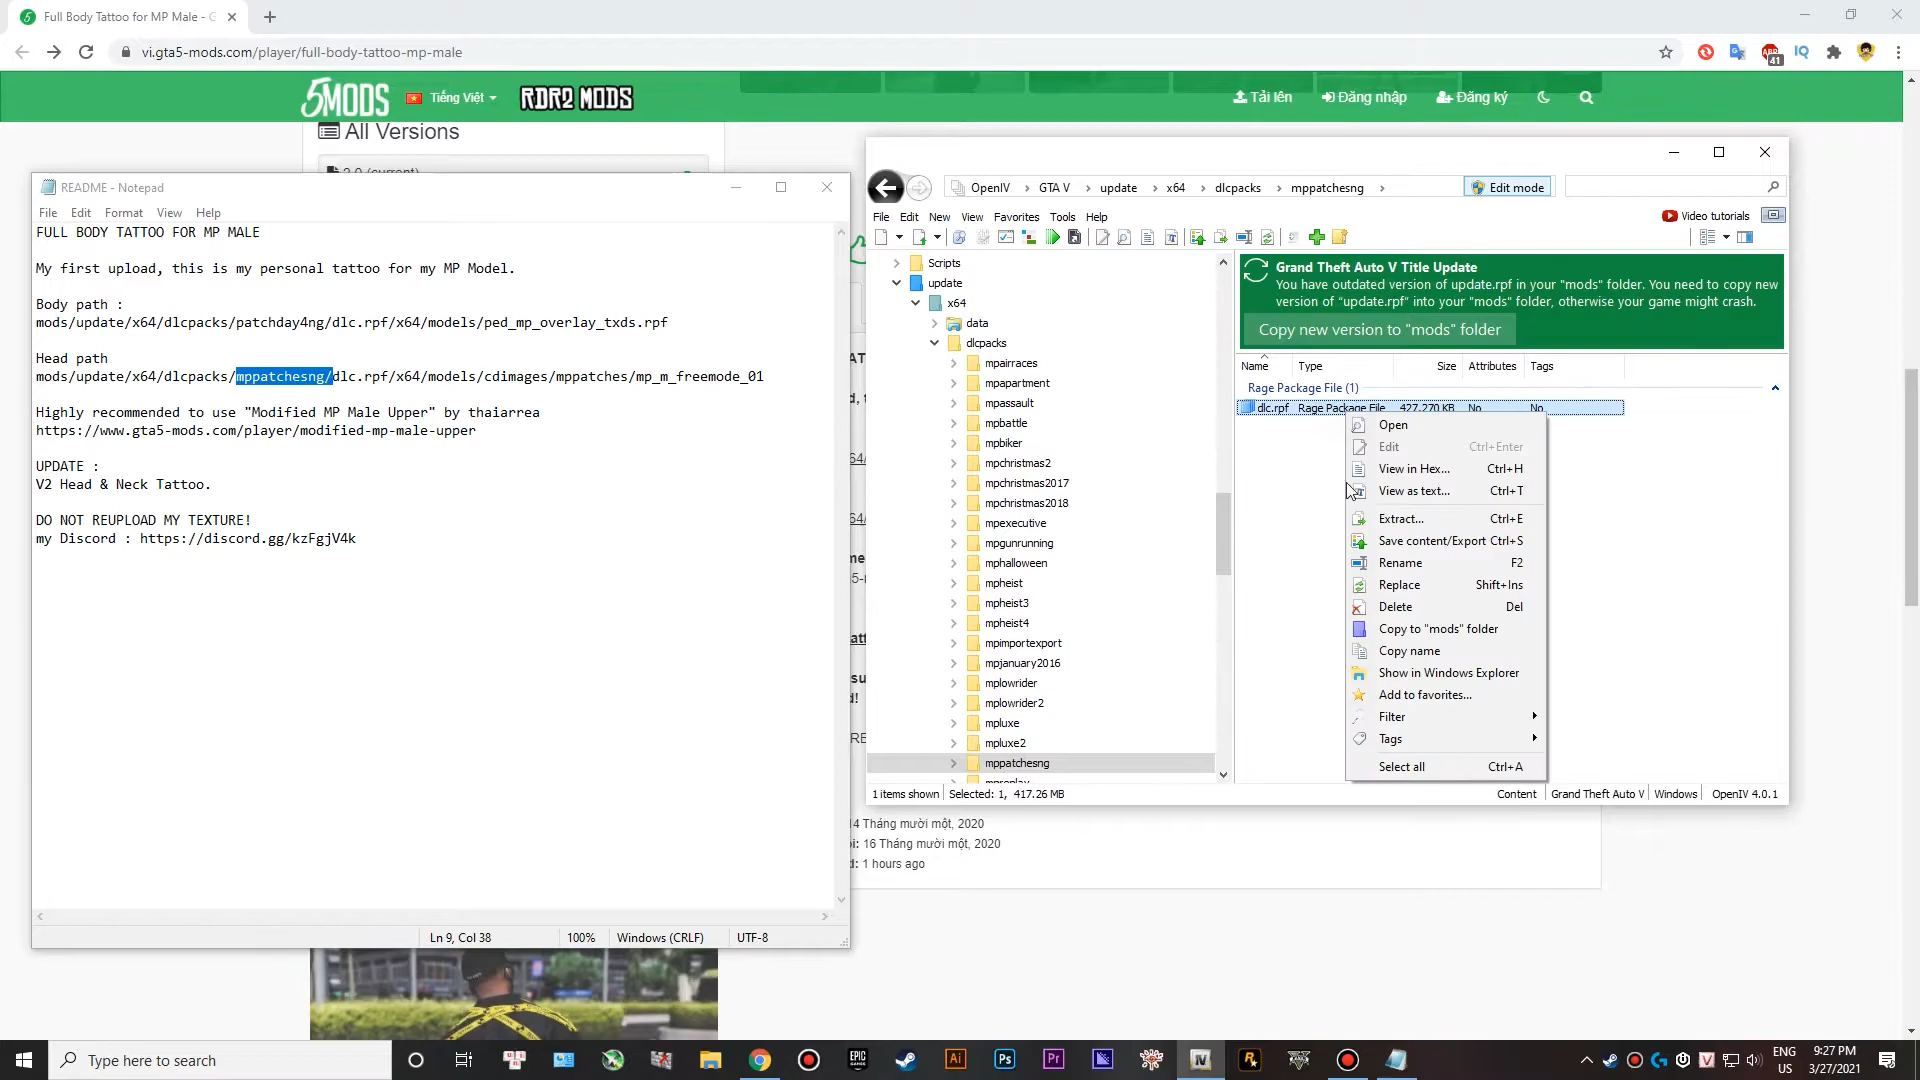 Full Body Tattoo for MP Male - G
vi.gta5-mods.com/player/full-body-tattoo-mp-male
41
5MODS
Tiếng Việt
RDR2 MODS
Tải lên
Đăng nhập
Đăng ký
All Versions
2.0 (current)
README - Notepad
File Edit Format View Help
FULL BODY TATTOO FOR MP MALE
My first upload, this is my personal tattoo for my MP Model.
Body path :
mods/update/x64/dlcpacks/patchday4ng/dlc.rpf/x64/models/ped_mp_overlay_txds.rpf
Head path
mods/update/x64/dlcpacks/mppatchesng/dlc.rpf/x64/models/cdimages/mppatches/mp_m_freemode_01
Highly recommended to use "Modified MP Male Upper" by thaiarrea
https://www.gta5-mods.com/player/modified-mp-male-upper
UPDATE :
V2 Head & Neck Tattoo.
DO NOT REUPLOAD MY TEXTURE!
my Discord : https://discord.gg/kzFgjV4k
Ln 9, Col 38
100%
Windows (CRLF)
UTF-8
OpenIV
GTA V
update
x64
dlcpacks
mppatchesng
Edit mode
File Edit New View Favorites Tools Help
Video tutorials
Scripts
update
x64
data
dlcpacks
mpairraces
mpapartment
mpassault
mpbattle
mpbiker
mpchristmas2
mpchristmas2017
mpchristmas2018
mpexecutive
mpgunrunning
mphalloween
mpheist
mpheist3
mpheist4
mpimportexport
mpjanuary2016
mplowrider
mplowrider2
mpluxe
mpluxe2
mppatchesng
mpreplay
Grand Theft Auto V Title Update
You have outdated version of update.rpf in your "mods" folder. You need to copy new
version of "update.rpf" into your "mods" folder, otherwise your game might crash.
Copy new version to "mods" folder
Name Type Size Attributes Tags
Rage Package File (1)
dlc.rpf Rage Package File 427,270 KB No No
Open
Edit Ctrl+Enter
View in Hex... Ctrl+H
View as text... Ctrl+T
Extract... Ctrl+E
Save content/Export Ctrl+S
Rename F2
Replace Shift+Ins
Delete Del
Copy to "mods" folder
Copy name
Show in Windows Explorer
Add to favorites...
Filter
Tags
Select all Ctrl+A
1 items shown
Selected: 1, 417.26 MB
Content
Grand Theft Auto V
Windows
OpenIV 4.0.1
14 Tháng mười một, 2020
16 Tháng mười một, 2020
1 hours ago
Type here to search
ENG
US
9:27 PM
3/27/2021